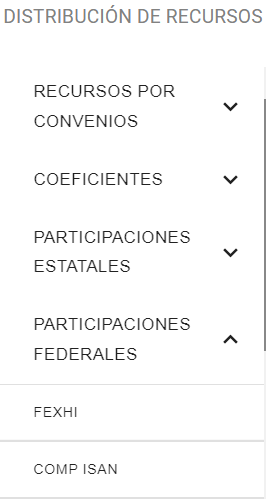 DISTRIBUCIÓN DE RECURSOS
RECURSOS POR
CONVENIOS
COEFICIENTES
PARTICIPACIONES
ESTATALES
PARTICIPACIONES
FEDERALES
FEXHI
COMP ISAN